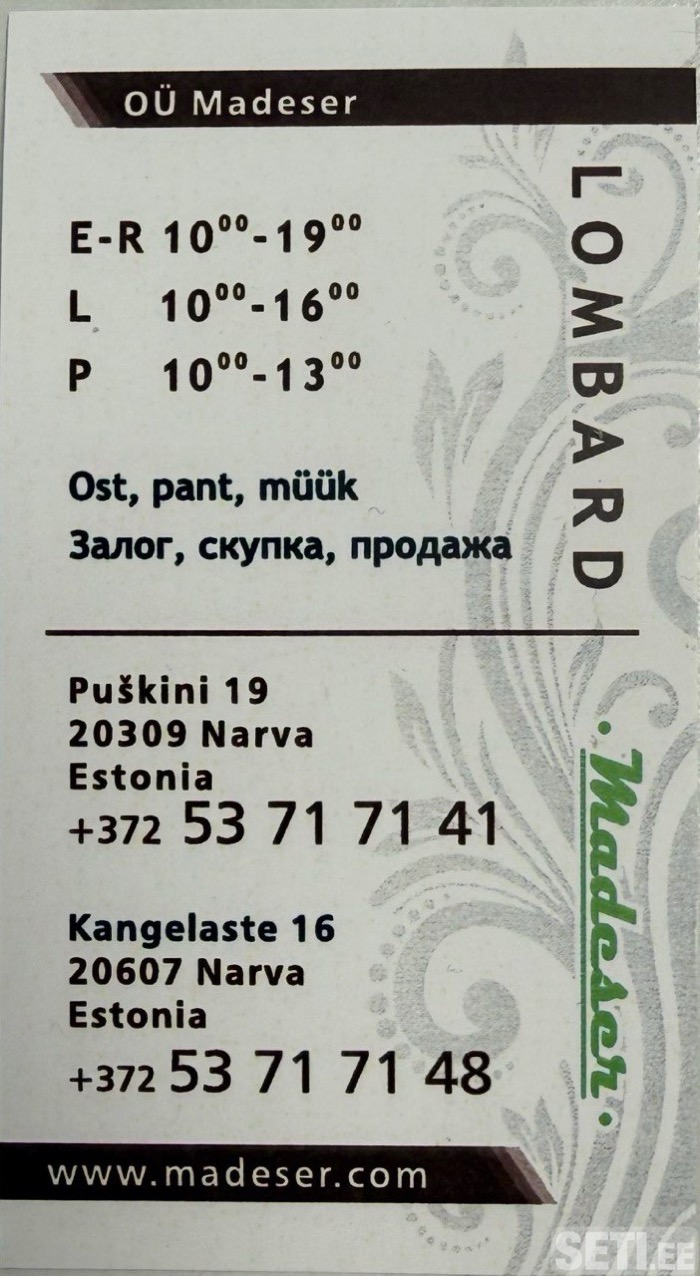 OÜ Madeser
LOMBARD
E-R 10⁰⁰-19⁰⁰
L 10⁰⁰-16⁰⁰
P 10⁰⁰-13⁰⁰
Ost, pant, müük
Залог, скупка, продажа
Puškini 19
20309 Narva
Estonia
+372 53 71 71 41
Kangelaste 16
20607 Narva
Estonia
+372 53 71 71 48
·Madeser·
www.madeser.com
SETI.EE